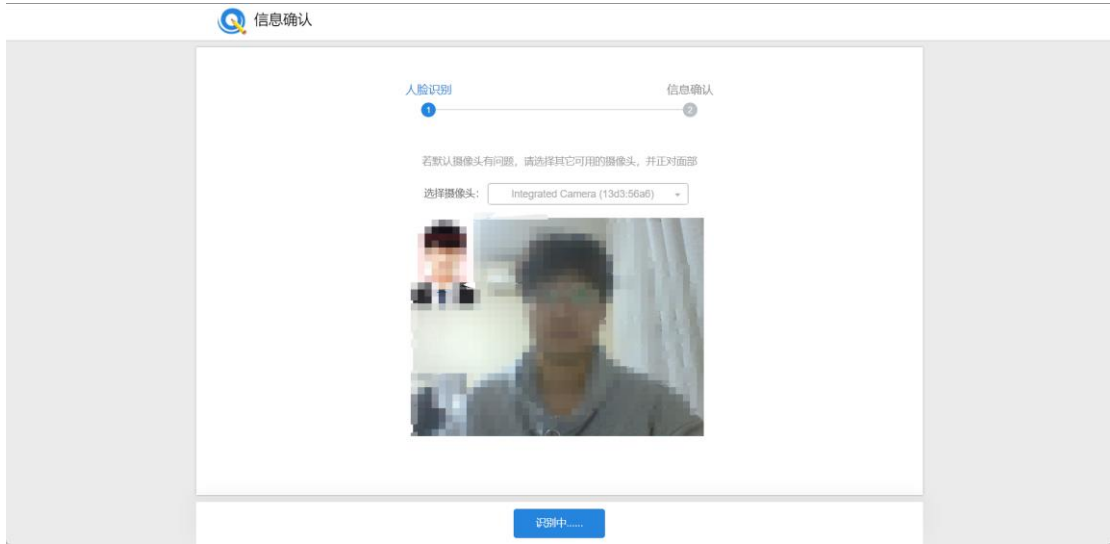 信息确认
人脸识别 信息确认
1 2
若默认摄像头有问题，请选择其它可用的摄像头，并正对面部
选择摄像头： Integrated Camera (13d3:56a6)
识别中......